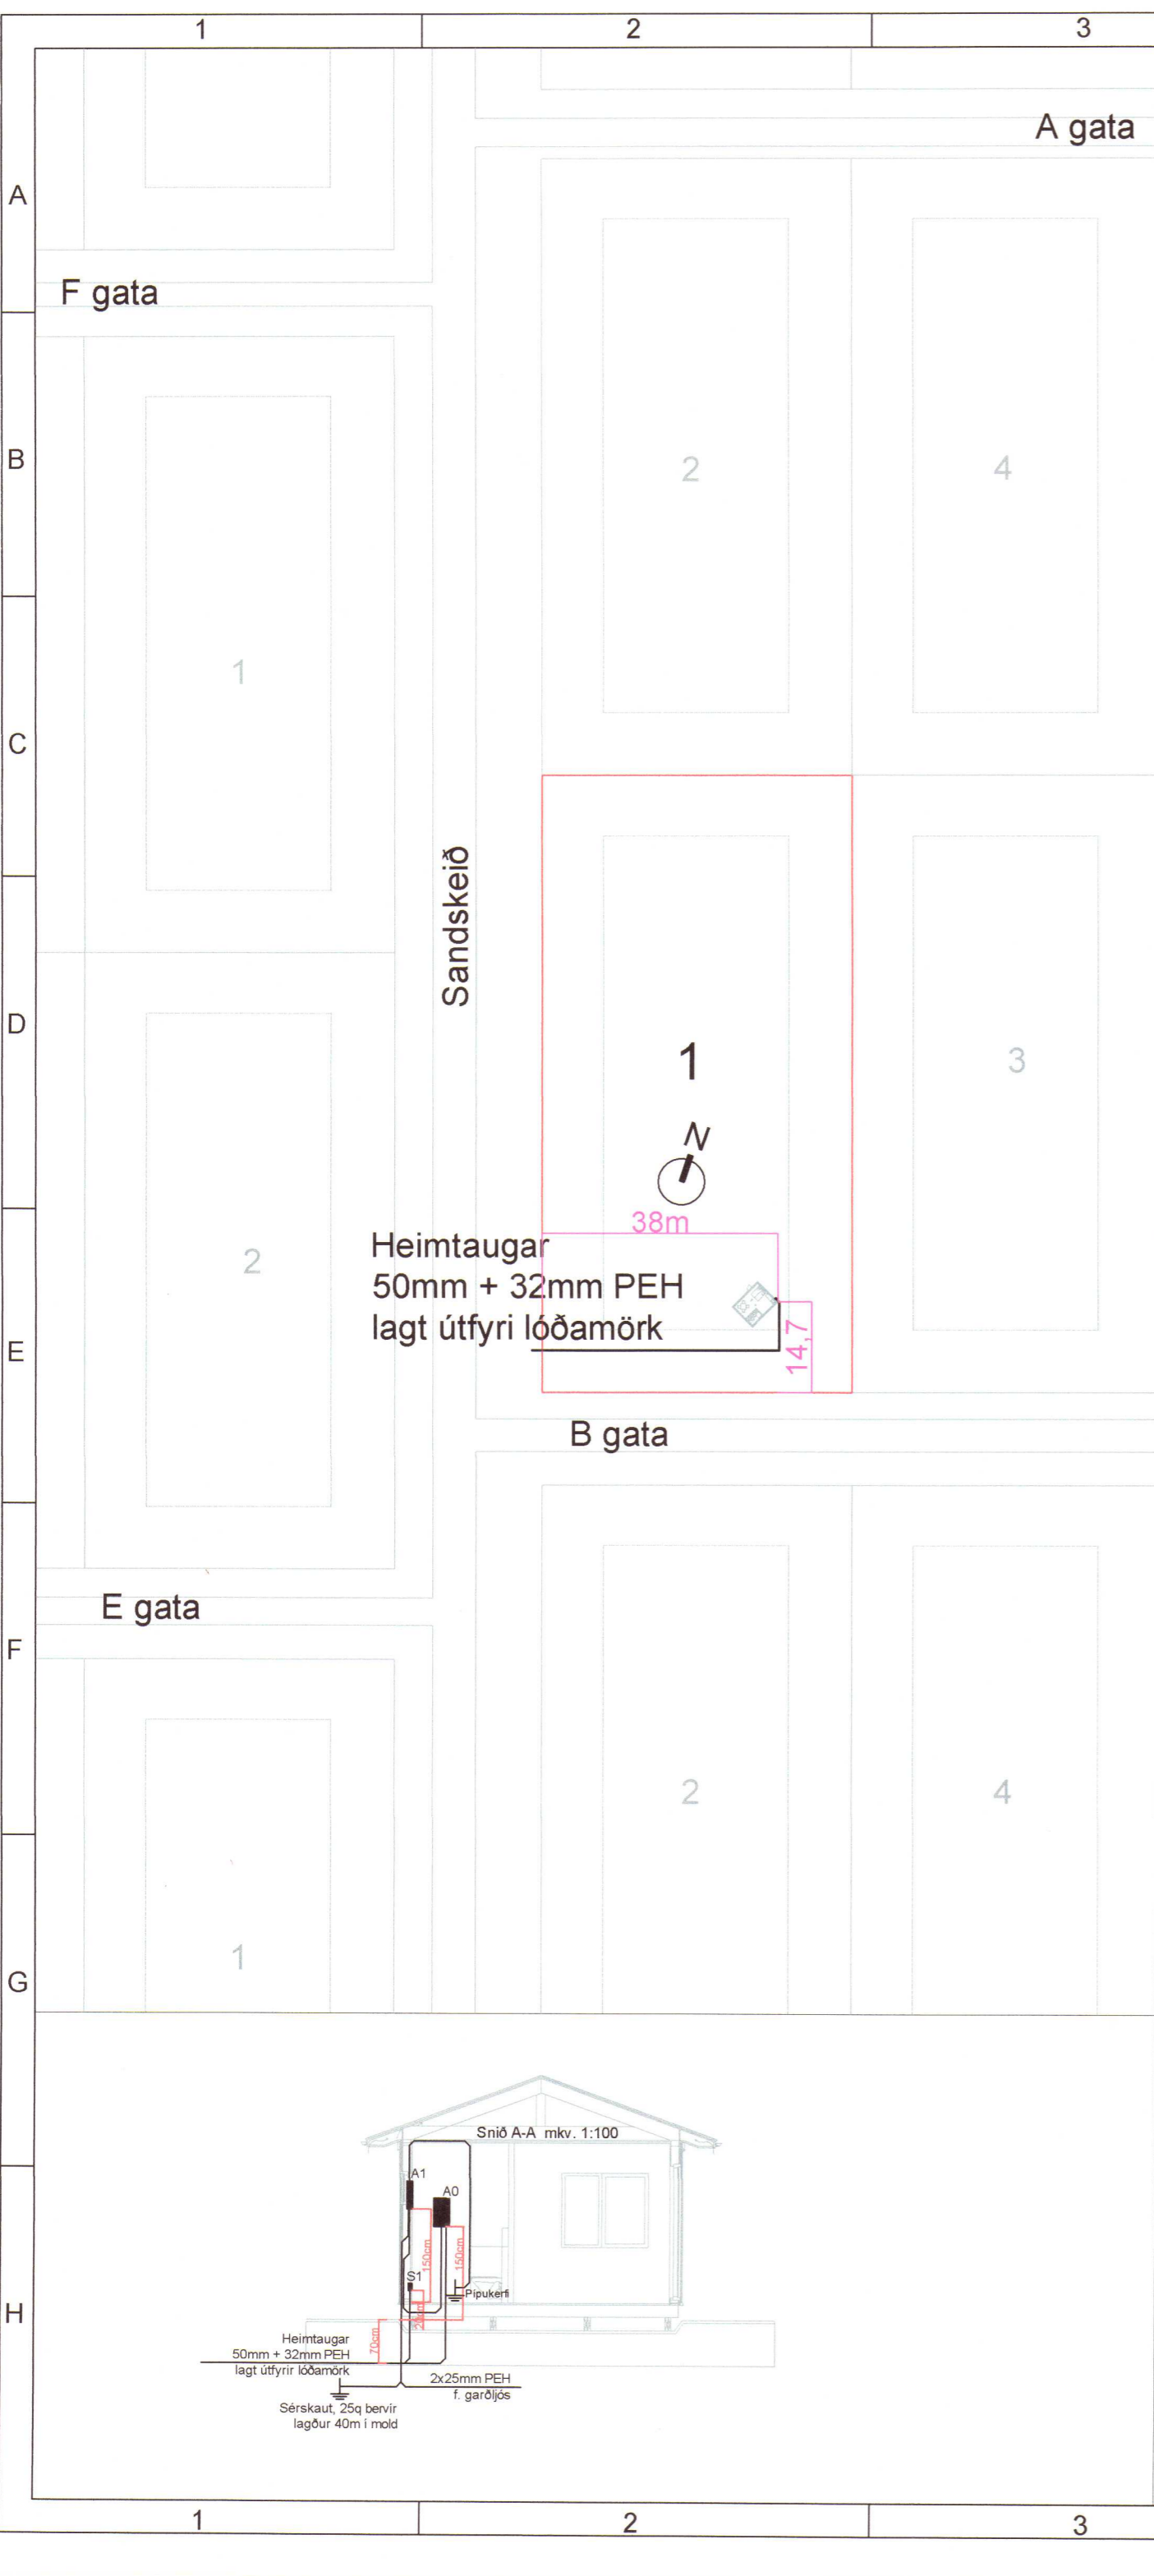 1
2
3
A gata
A
F gata
B
2
4
1
C
Sandskeið
D
1
3
N
38m
Heimtaugar
50mm + 32mm PEH
lagt útfyri lóðamörk
2
14,7
E
B gata
E gata
F
2
4
1
G
Snið A-A mkv. 1:100
A1
A0
150cm
150cm
S1
Pípukerfi
H
70cm
Heimtaugar
50mm + 32mm PEH
lagt útfyrir lóðamörk
2x25mm PEH
f. garðljós
Sérskaut, 25q bervír
lagður 40m í mold
1
2
3